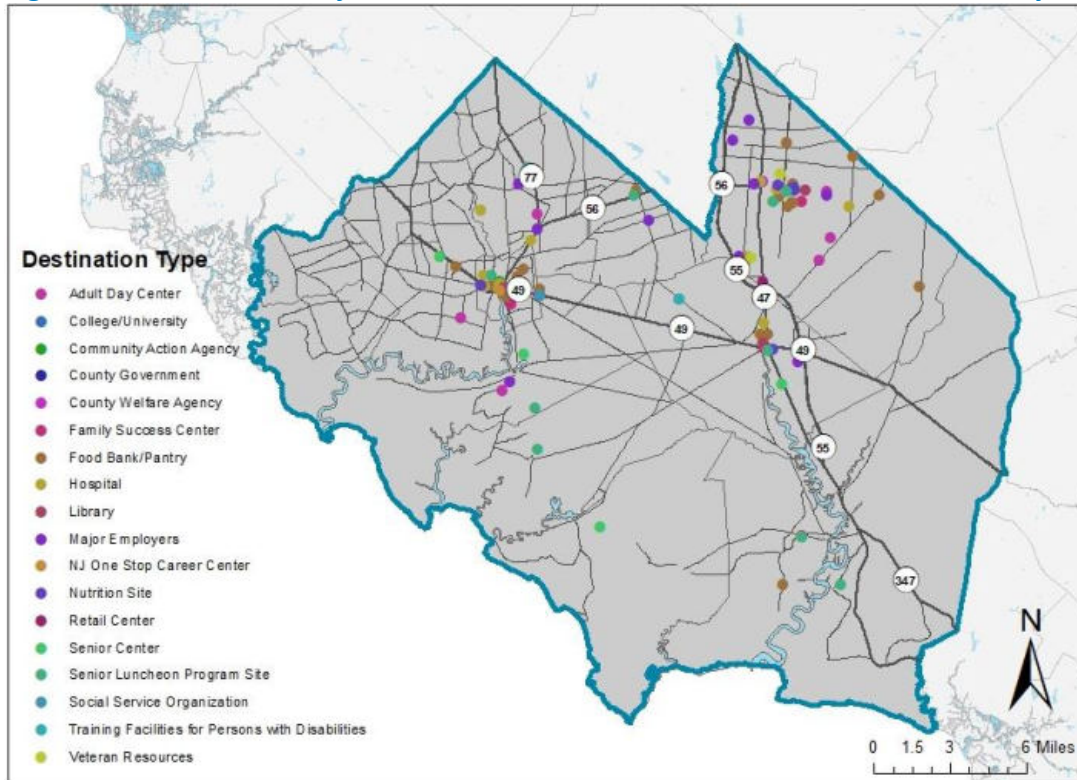 Destination Type
Adult Day Center
College/University
Community Action Agency
County Government
County Welfare Agency
Family Success Center
Food Bank/Pantry
Hospital
Library
Major Employers
NJ One Stop Career Center
Nutrition Site
Retail Center
Senior Center
Senior Luncheon Program Site
Social Service Organization
Training Facilities for Persons with Disabilities
Veteran Resources
77
56
56
49
55
47
49
49
55
347
N
0 1.5 3 6 Miles